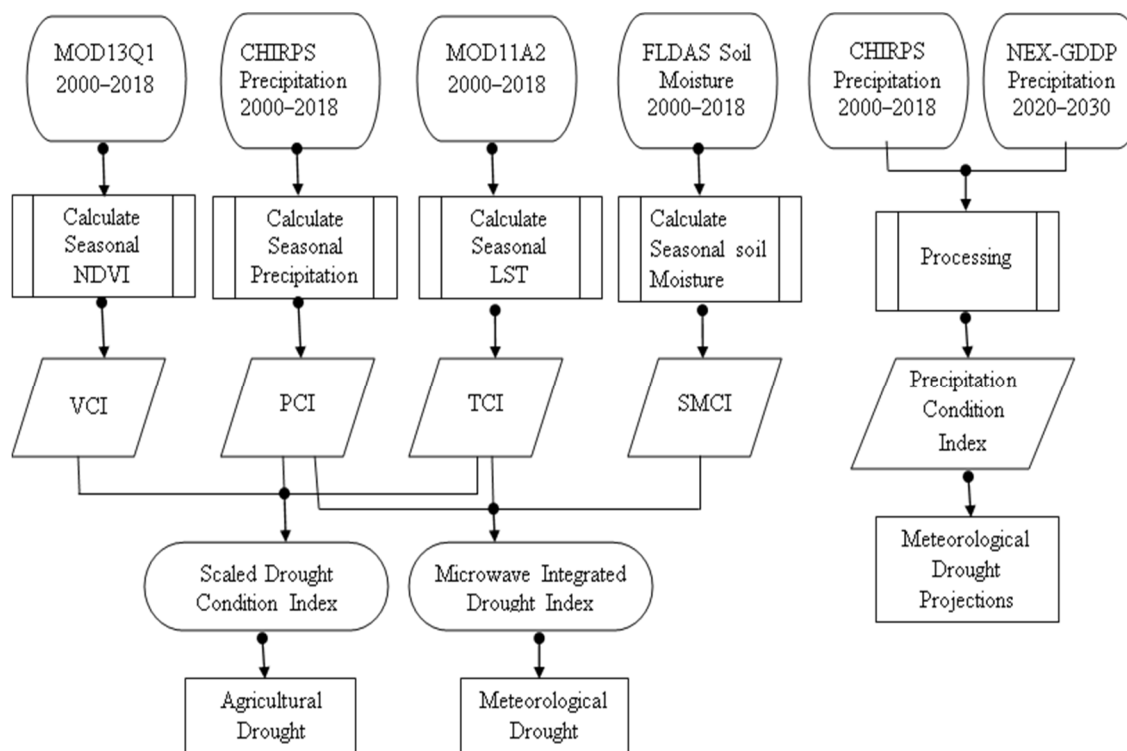 MOD13Q1
2000–2018
CHIRPS
Precipitation
2000–2018
MOD11A2
2000–2018
FLDAS Soil
Moisture
2000–2018
CHIRPS
Precipitation
2000–2018
NEX-GDDP
Precipitation
2020–2030
Calculate
Seasonal
NDVI
Calculate
Seasonal
Precipitation
Calculate
Seasonal
LST
Calculate
Seasonal soil
Moisture
Processing
VCI
PCI
TCI
SMCI
Precipitation
Condition
Index
Scaled Drought
Condition Index
Microwave Integrated
Drought Index
Meteorological
Drought
Projections
Agricultural
Drought
Meteorological
Drought